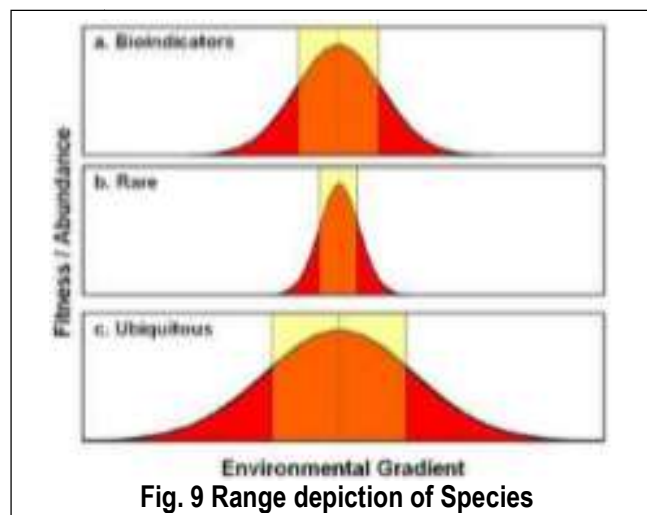 a. Bioindicators
b. Rare
c. Ubiquitous
Fitness / Abundance
Environmental Gradient
Fig. 9 Range depiction of Species